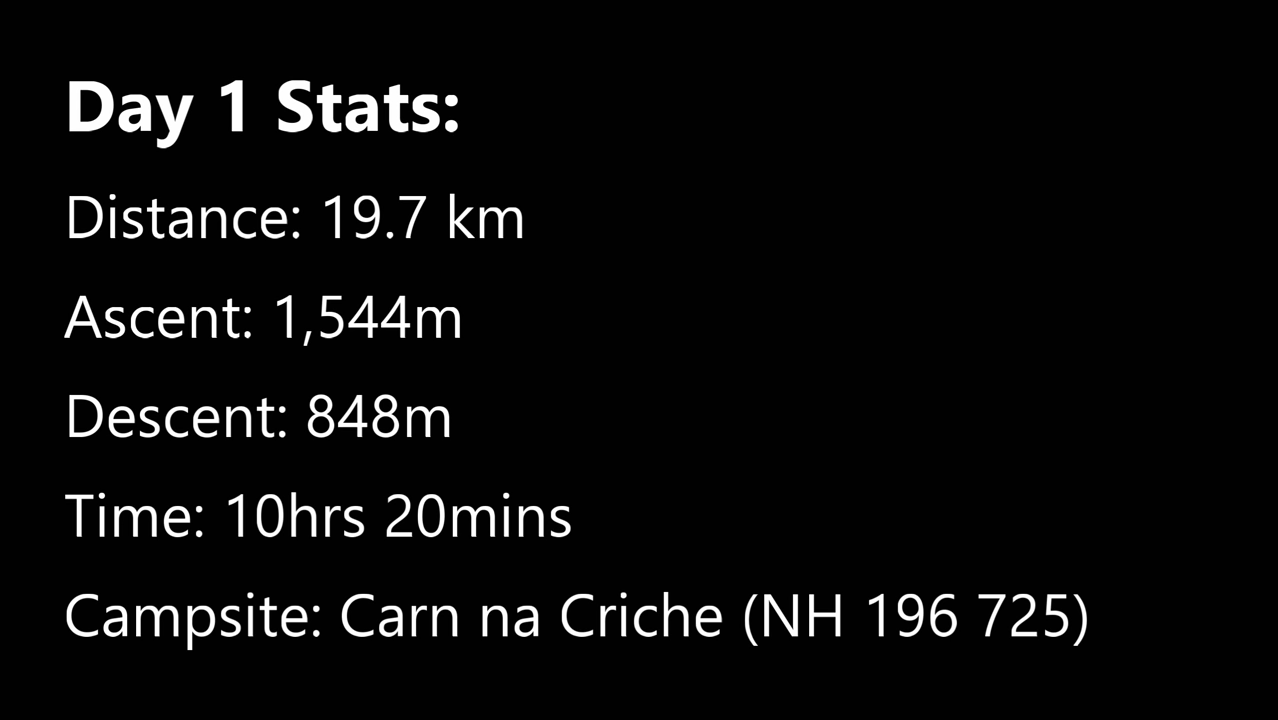 Day 1 Stats:
Distance: 19.7 km
Ascent: 1,544m
Descent: 848m
Time: 10hrs 20mins
Campsite: Carn na Criche (NH 196 725)